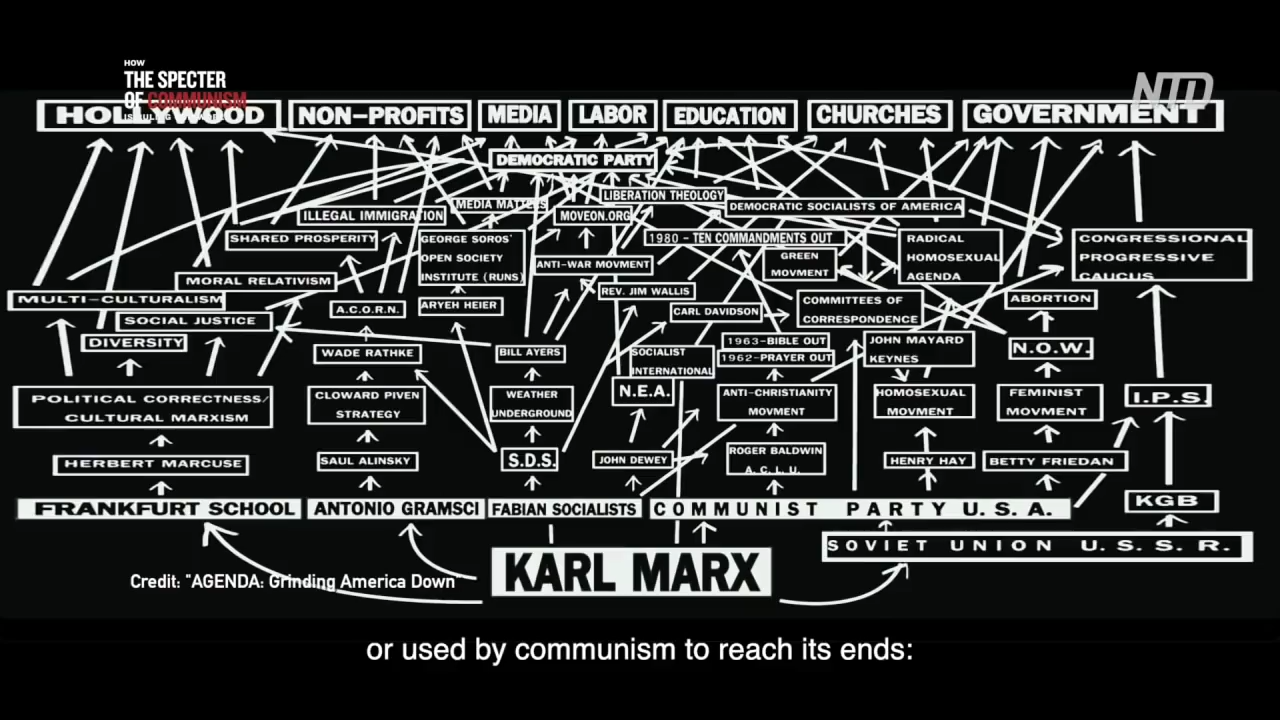 HOW
THE SPECTER
OF COMMUNISM
NTD
HOLLYWOOD
NON-PROFITS
MEDIA
LABOR
EDUCATION
CHURCHES
GOVERNMENT
DEMOCRATIC PARTY
LIBERATION THEOLOGY
MEDIA MATTERS
DEMOCRATIC SOCIALISTS OF AMERICA
ILLEGAL IMMIGRATION
MOVEON.ORG
SHARED PROSPERITY
GEORGE SOROS'
OPEN SOCIETY
INSTITUTE (RUNS)
1980 - TEN COMMANDMENTS OUT
RADICAL
HOMOSEXUAL
AGENDA
CONGRESSIONAL
PROGRESSIVE
CAUCUS
GREEN
MOVMENT
ANTI-WAR MOVMENT
MORAL RELATIVISM
REV. JIM WALLIS
MULTI-CULTURALISM
A.C.O.R.N.
ARYEH HEIER
COMMITTEES OF
CORRESPONDENCE
ABORTION
CARL DAVIDSON
SOCIAL JUSTICE
DIVERSITY
WADE RATHKE
BILL AYERS
SOCIALIST
INTERNATIONAL
1963-BIBLE OUT
1962-PRAYER OUT
JOHN MAYARD
KEYNES
N.O.W.
POLITICAL CORRECTNESS/
CULTURAL MARXISM
CLOWARD PIVEN
STRATEGY
WEATHER
UNDERGROUND
N.E.A.
ANTI-CHRISTIANITY
MOVMENT
HOMOSEXUAL
MOVMENT
FEMINIST
MOVMENT
I.P.S.
HERBERT MARCUSE
SAUL ALINSKY
S.D.S.
JOHN DEWEY
ROGER BALDWIN
A.C.L.U.
HENRY HAY
BETTY FRIEDAN
KGB
FRANKFURT SCHOOL
ANTONIO GRAMSCI
FABIAN SOCIALISTS
COMMUNIST PARTY U.S.A.
SOVIET UNION U.S.S.R.
KARL MARX
Credit: "AGENDA: Grinding America Down"
or used by communism to reach its ends: